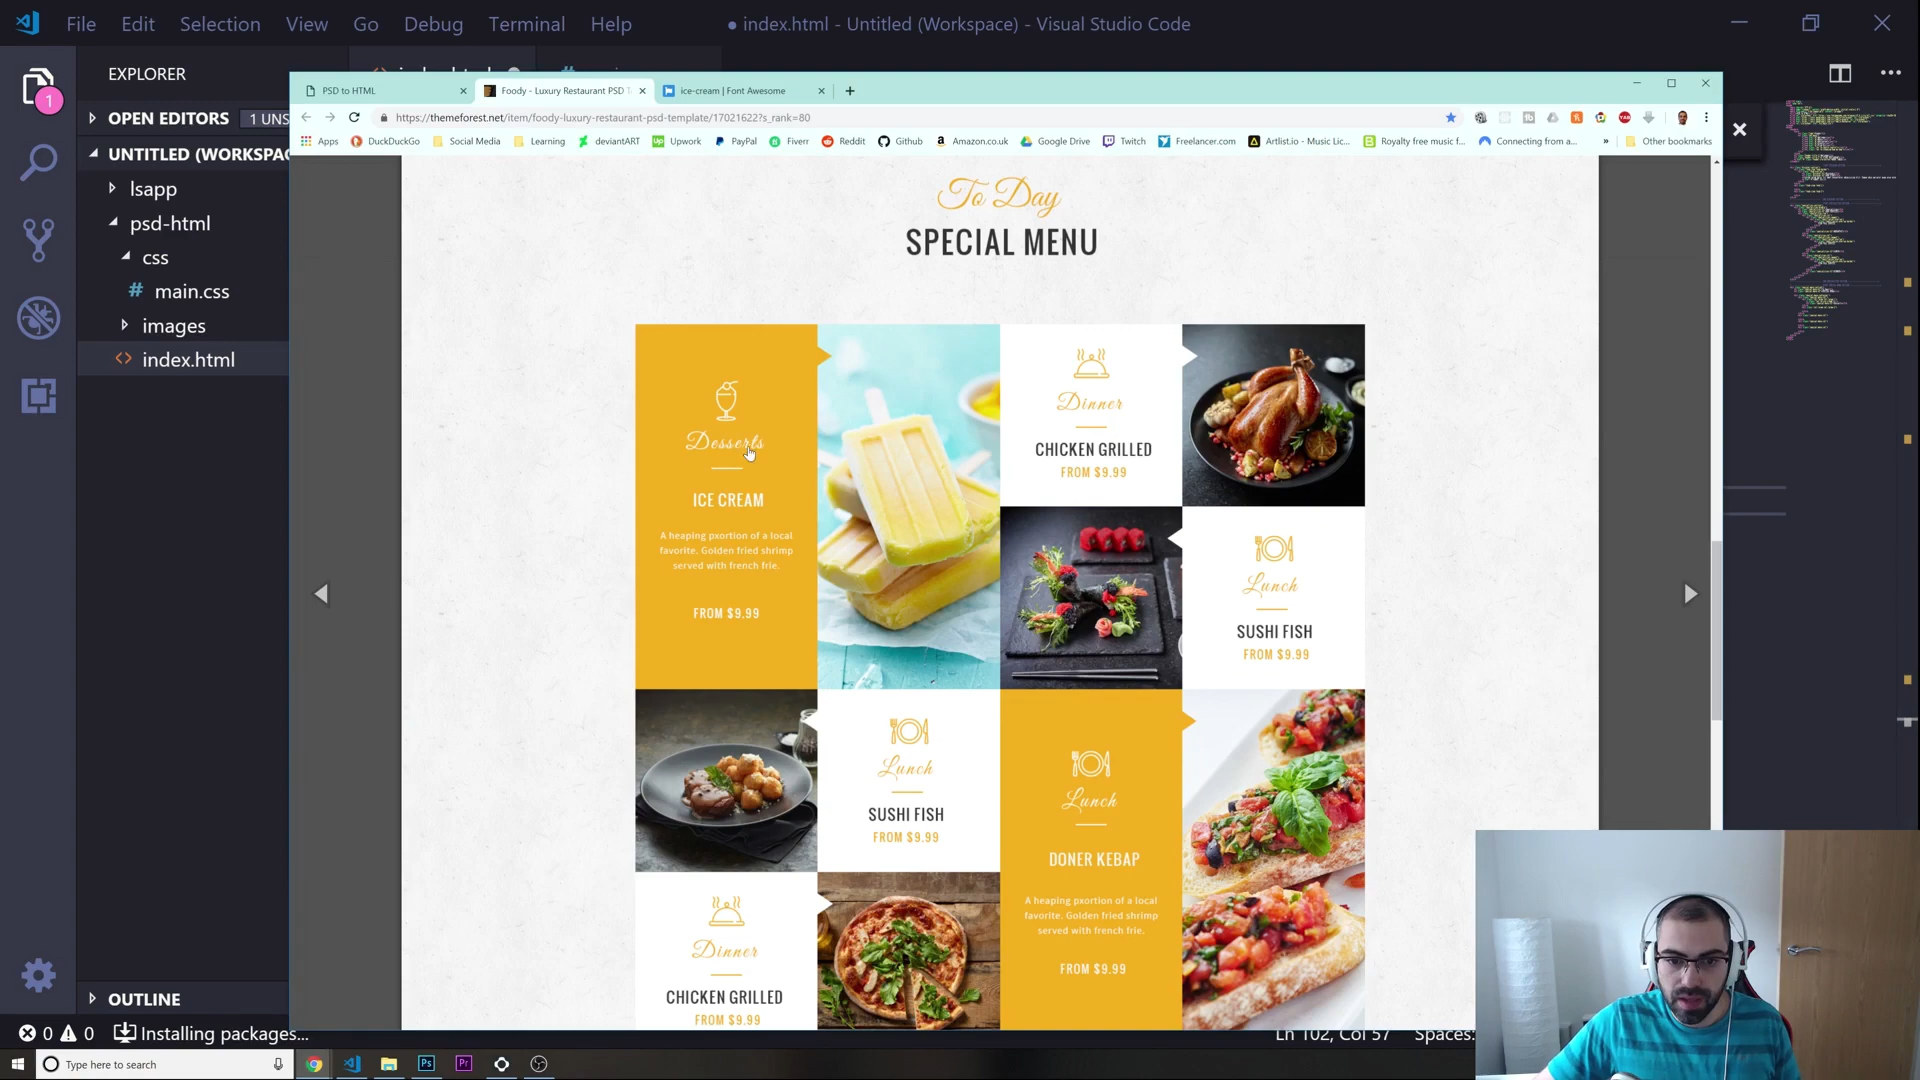 File Edit Selection View Go Debug Terminal Help
● index.html - Untitled (Workspace) - Visual Studio Code
EXPLORER
1
OPEN EDITORS 1 UNS
UNTITLED (WORKSPAC
lsapp
psd-html
css
# main.css
images
<> index.html
OUTLINE
PSD to HTML
Foody - Luxury Restaurant PSD T
ice-cream | Font Awesome
https://themeforest.net/item/foody-luxury-restaurant-psd-template/17021622?s_rank=80
Apps DuckDuckGo Social Media Learning deviantART Upwork PayPal Fiverr Reddit Github Amazon.co.uk Google Drive Twitch Freelancer.com Artlist.io - Music Lic... Royalty free music f... Connecting from a... » Other bookmarks
To Day
SPECIAL MENU
Desserts
ICE CREAM
A heaping pxortion of a local
favorite. Golden fried shrimp
served with french frie.
FROM $9.99
Dinner
CHICKEN GRILLED
FROM $9.99
Lunch
SUSHI FISH
FROM $9.99
Lunch
SUSHI FISH
FROM $9.99
Lunch
DONER KEBAP
A heaping pxortion of a local
favorite. Golden fried shrimp
served with french frie.
FROM $9.99
Dinner
CHICKEN GRILLED
FROM $9.99
0 0 Installing packages...
Ln 102, Col 57 Spaces:
Type here to search
Ps
Pr